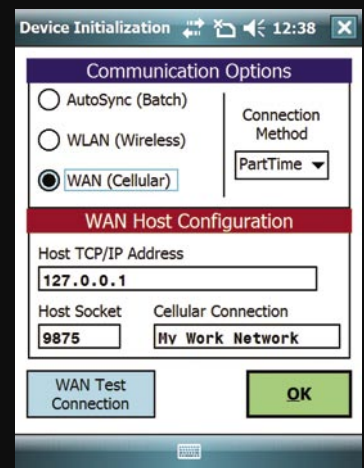 Device Initialization 12:38
Communication Options
AutoSync (Batch)
WLAN (Wireless)
WAN (Cellular)
Connection
Method
PartTime
WAN Host Configuration
Host TCP/IP Address
127.0.0.1
Host Socket Cellular Connection
9875 My Work Network
WAN Test
Connection
OK